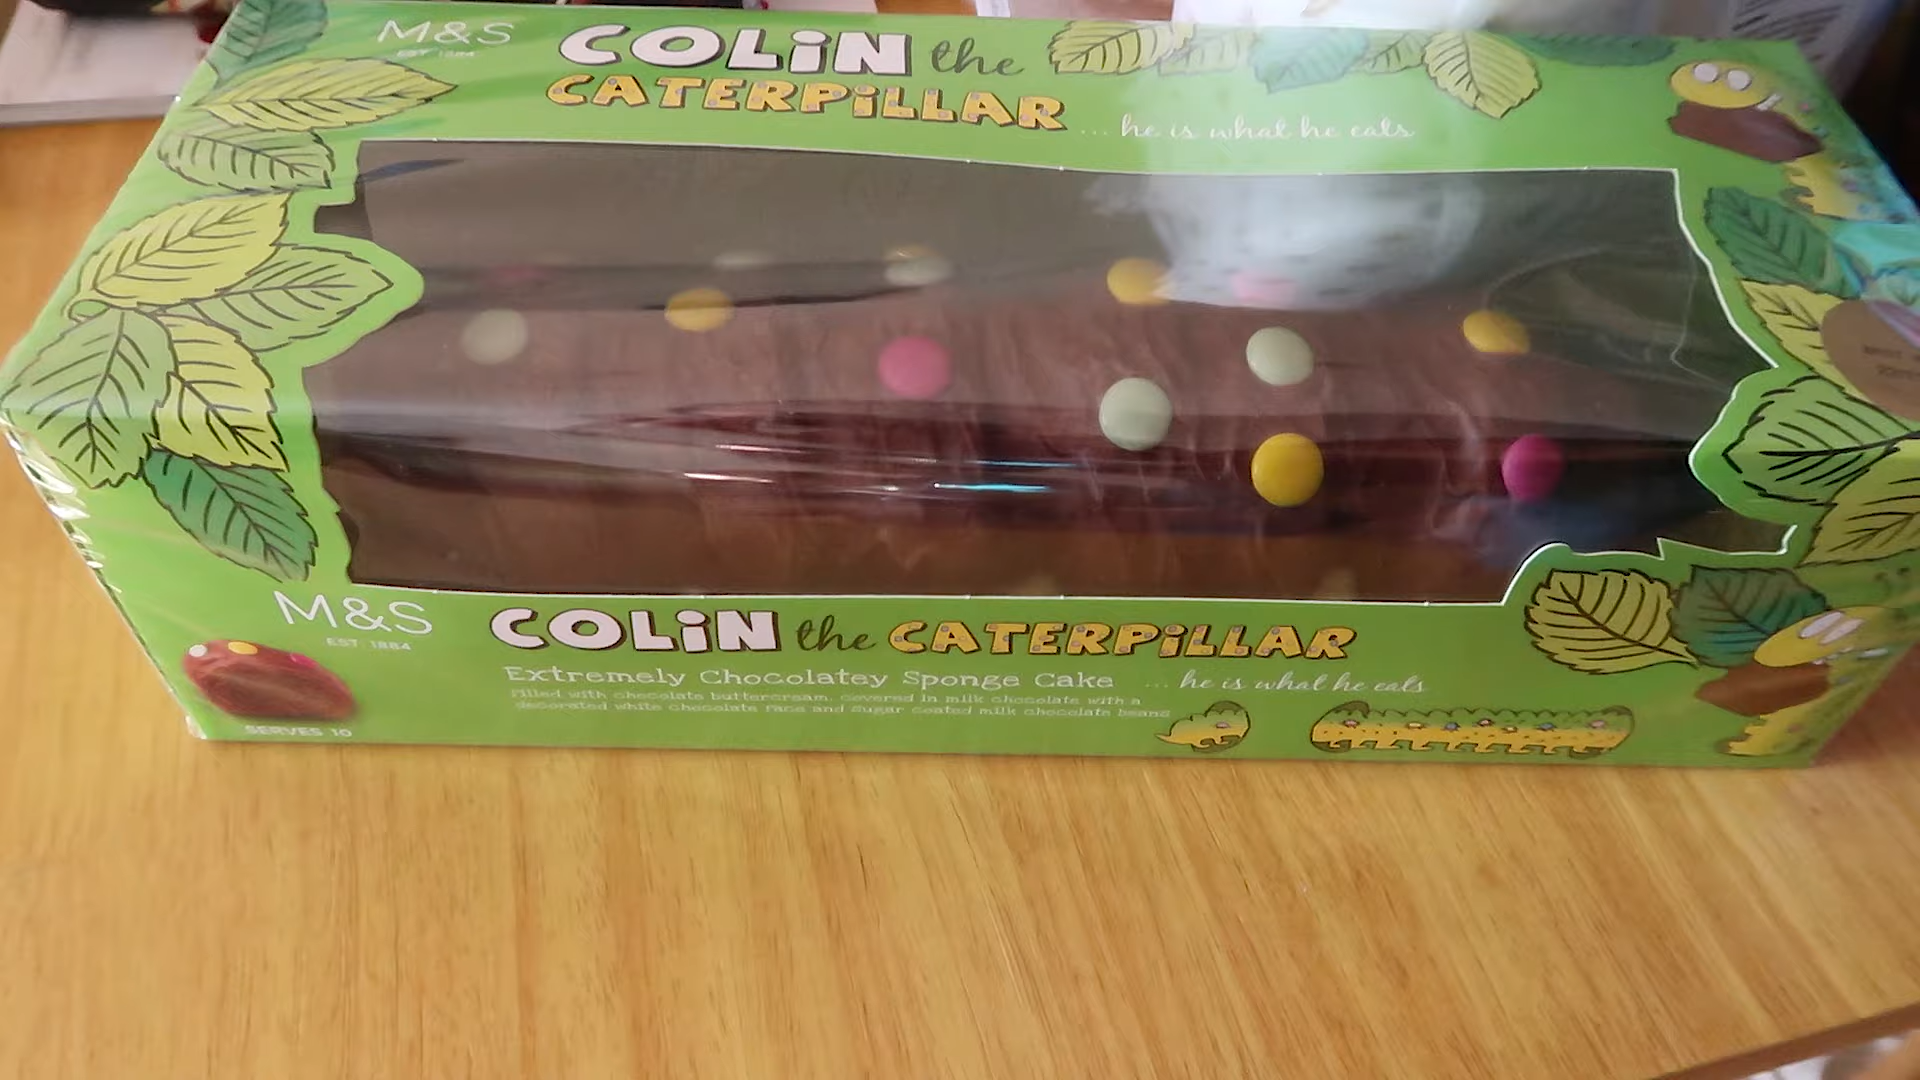 M&S
EST. 1884
COLiN the
CATERPiLLAR
... he is what he eats
M&S
EST. 1884
COLiN the CATERPiLLAR
Extremely Chocolatey Sponge Cake ... he is what he eats
Filled with chocolate buttercream, covered in milk chocolate with a
decorated white chocolate face and sugar coated milk chocolate beans
SERVES 10